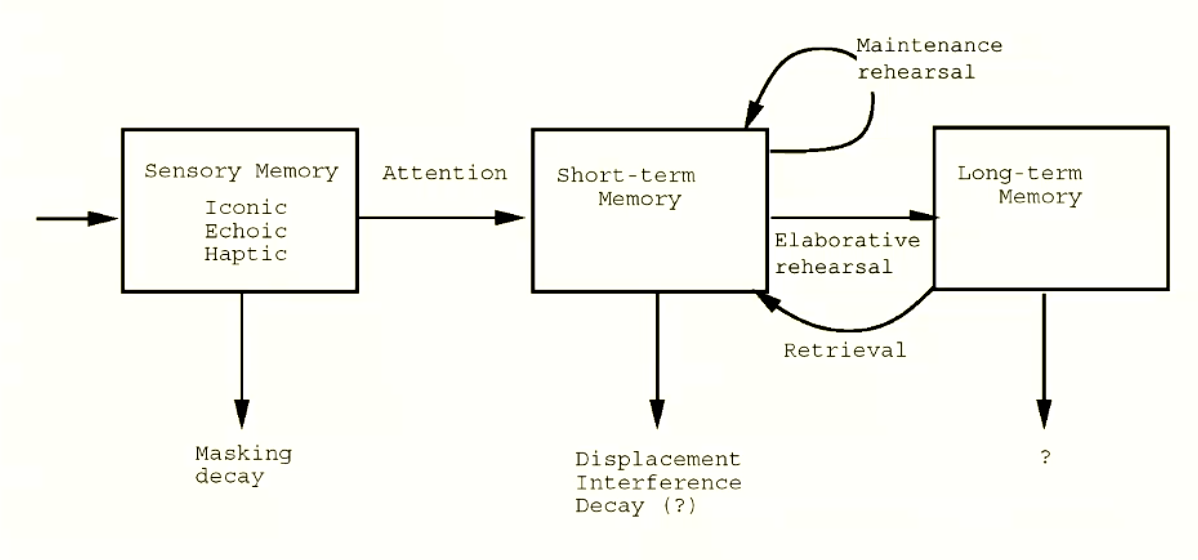 Maintenance
rehearsal
Sensory Memory
Iconic
Echoic
Haptic
Attention
Short-term
Memory
Elaborative
rehearsal
Long-term
Memory
Retrieval
Masking
decay
Displacement
Interference
Decay (?)
?